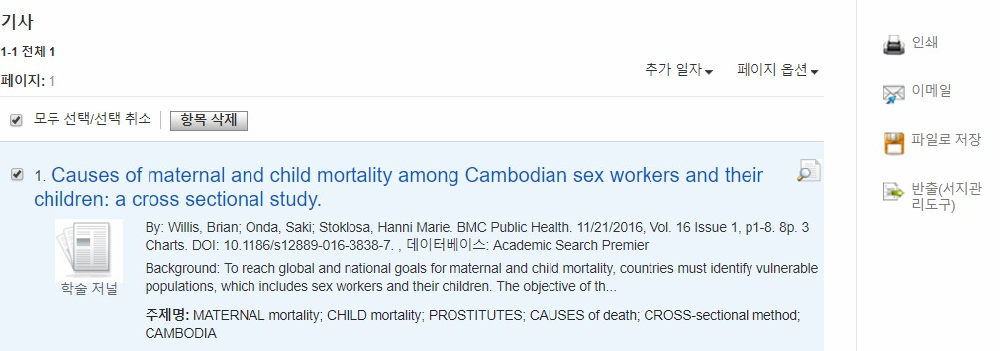 기사
1-1 전체 1
페이지: 1
추가 일자
페이지 옵션
모두 선택/선택 취소
항목 삭제
1. Causes of maternal and child mortality among Cambodian sex workers and their
children: a cross sectional study.
학술 저널
By: Willis, Brian; Onda, Saki; Stoklosa, Hanni Marie. BMC Public Health. 11/21/2016, Vol. 16 Issue 1, p1-8. 8p. 3
Charts. DOI: 10.1186/s12889-016-3838-7. , 데이터베이스: Academic Search Premier
Background: To reach global and national goals for maternal and child mortality, countries must identify vulnerable
populations, which includes sex workers and their children. The objective of th...
주제명: MATERNAL mortality; CHILD mortality; PROSTITUTES; CAUSES of death; CROSS-sectional method;
CAMBODIA
인쇄
이메일
파일로 저장
반출(서지관
리도구)